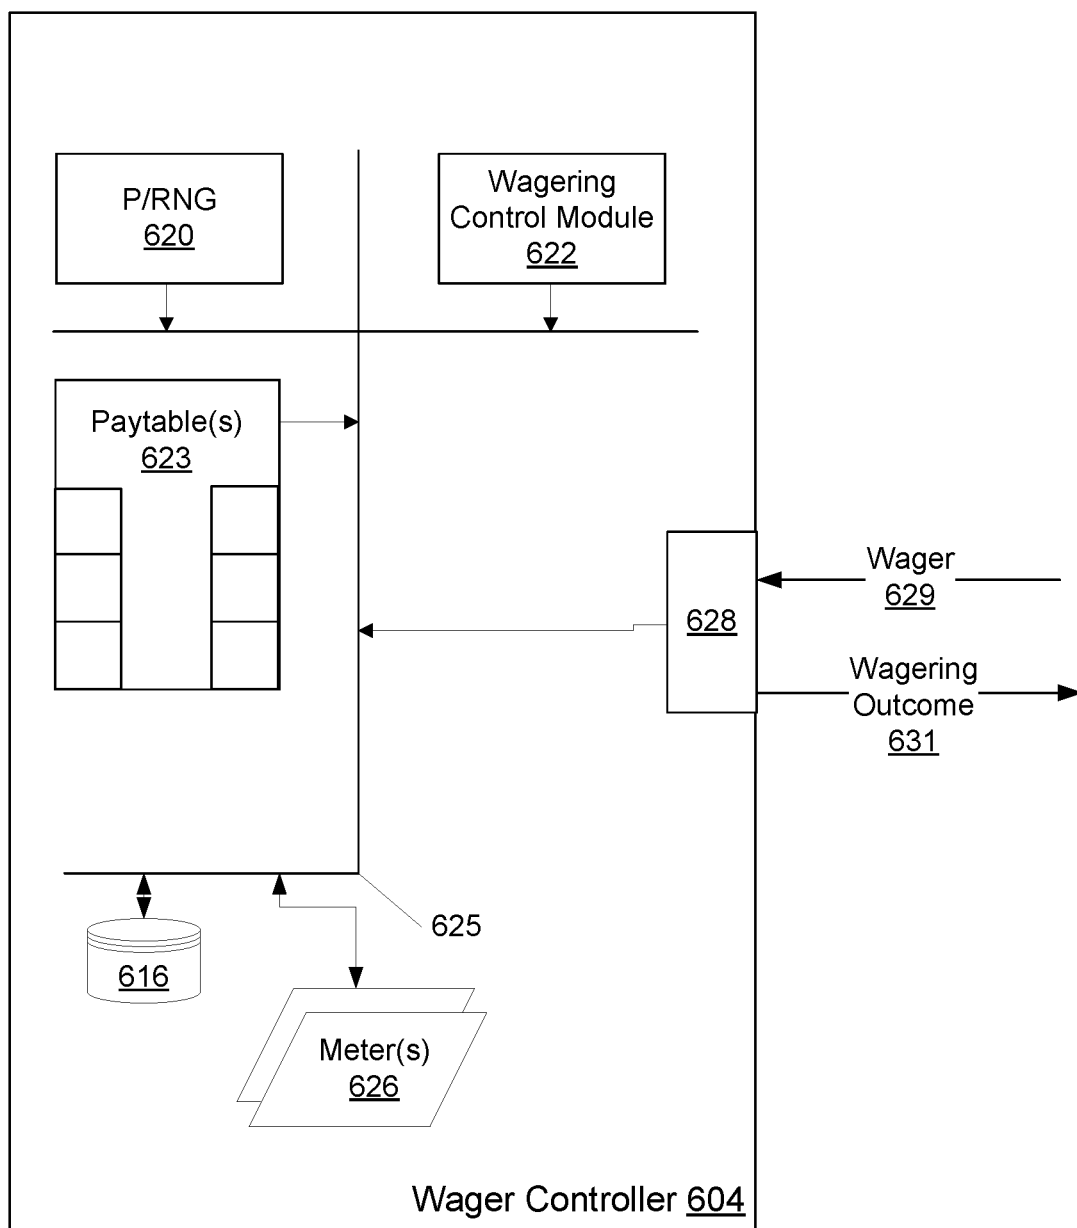 P/RNG
620
Wagering
Control Module
622
Paytable(s)
623
628
Wager
629
Wagering
Outcome
631
625
616
Meter(s)
626
Wager Controller 604